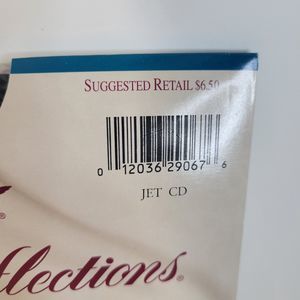 SUGGESTED RETAIL $6.50
0 12036 29067 6
JET CD
®
flections®